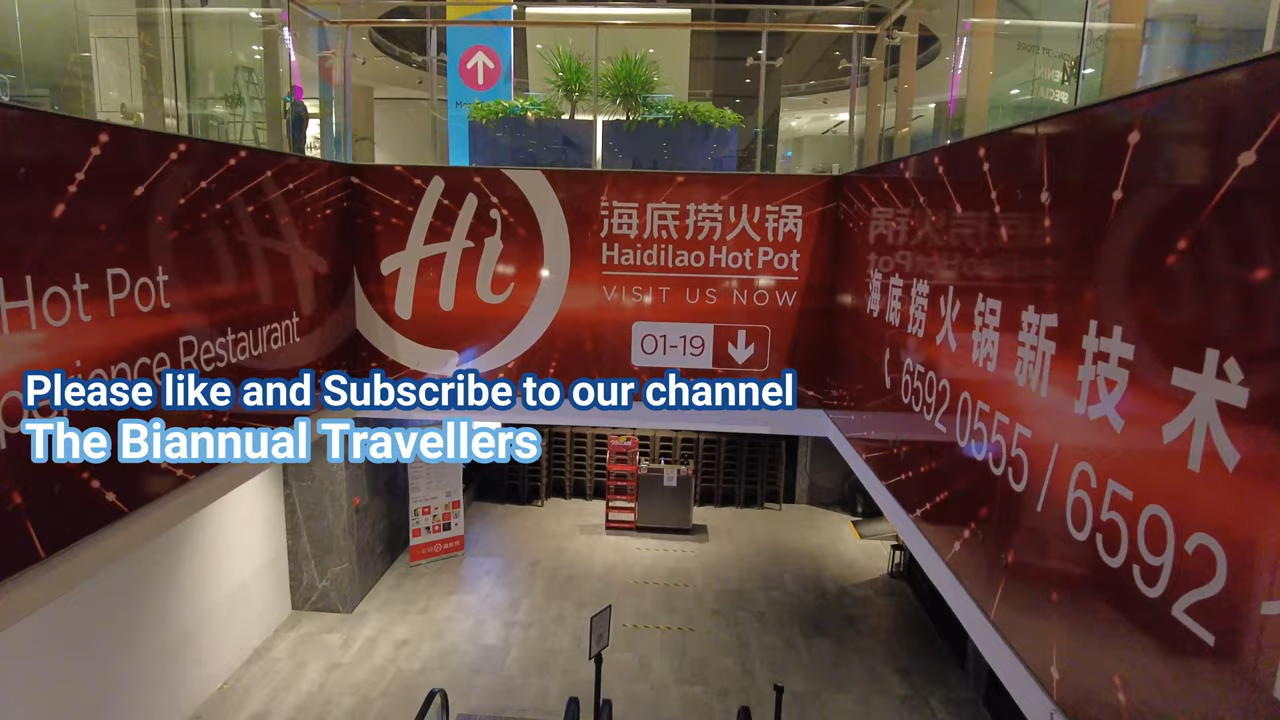 Hot Pot
perience Restaurant
Hi
海底捞火锅
Haidilao Hot Pot
VISIT US NOW
01-19
海底捞火锅新技术
6592 0555 / 6592
Please like and Subscribe to our channel
The Biannual Travellers